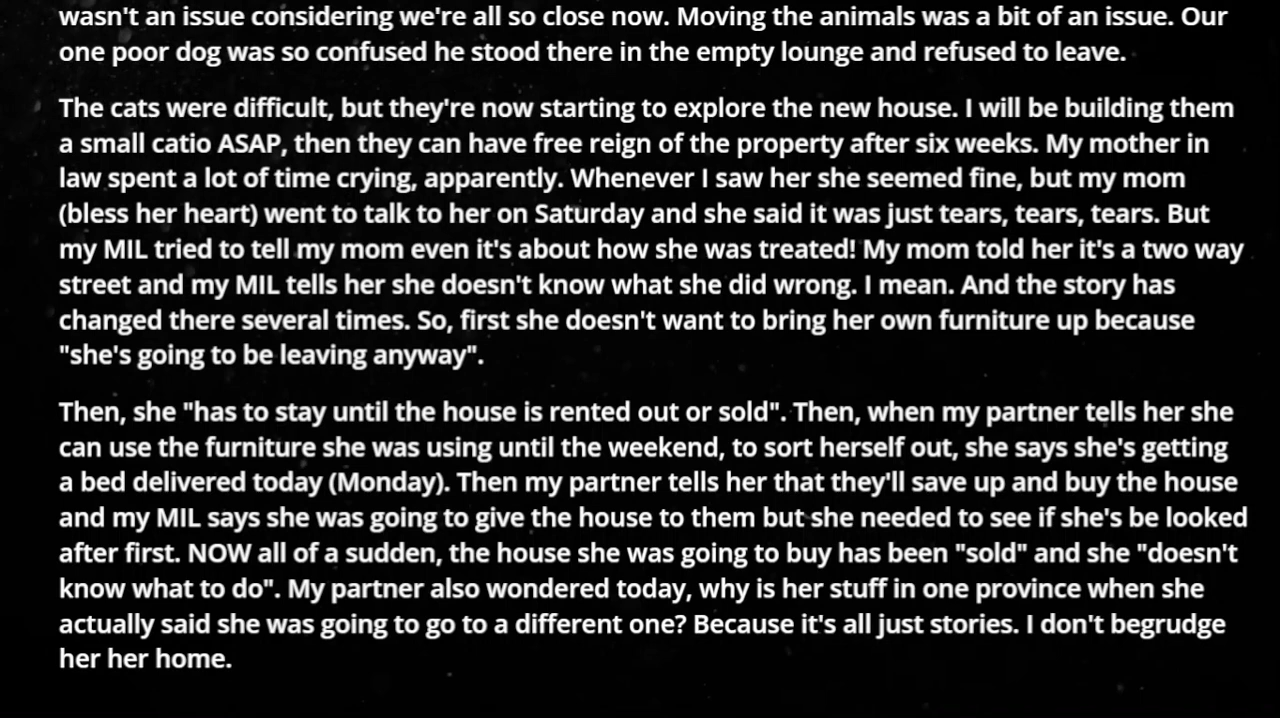 wasn't an issue considering we're all so close now. Moving the animals was a bit of an issue. Our
one poor dog was so confused he stood there in the empty lounge and refused to leave.
The cats were difficult, but they're now starting to explore the new house. I will be building them
a small catio ASAP, then they can have free reign of the property after six weeks. My mother in
law spent a lot of time crying, apparently. Whenever I saw her she seemed fine, but my mom
(bless her heart) went to talk to her on Saturday and she said it was just tears, tears, tears. But
my MIL tried to tell my mom even it's about how she was treated! My mom told her it's a two way
street and my MIL tells her she doesn't know what she did wrong. I mean. And the story has
changed there several times. So, first she doesn't want to bring her own furniture up because
"she's going to be leaving anyway".
Then, she "has to stay until the house is rented out or sold". Then, when my partner tells her she
can use the furniture she was using until the weekend, to sort herself out, she says she's getting
a bed delivered today (Monday). Then my partner tells her that they'll save up and buy the house
and my MIL says she was going to give the house to them but she needed to see if she's be looked
after first. NOW all of a sudden, the house she was going to buy has been "sold" and she "doesn't
know what to do". My partner also wondered today, why is her stuff in one province when she
actually said she was going to go to a different one? Because it's all just stories. I don't begrudge
her her home.